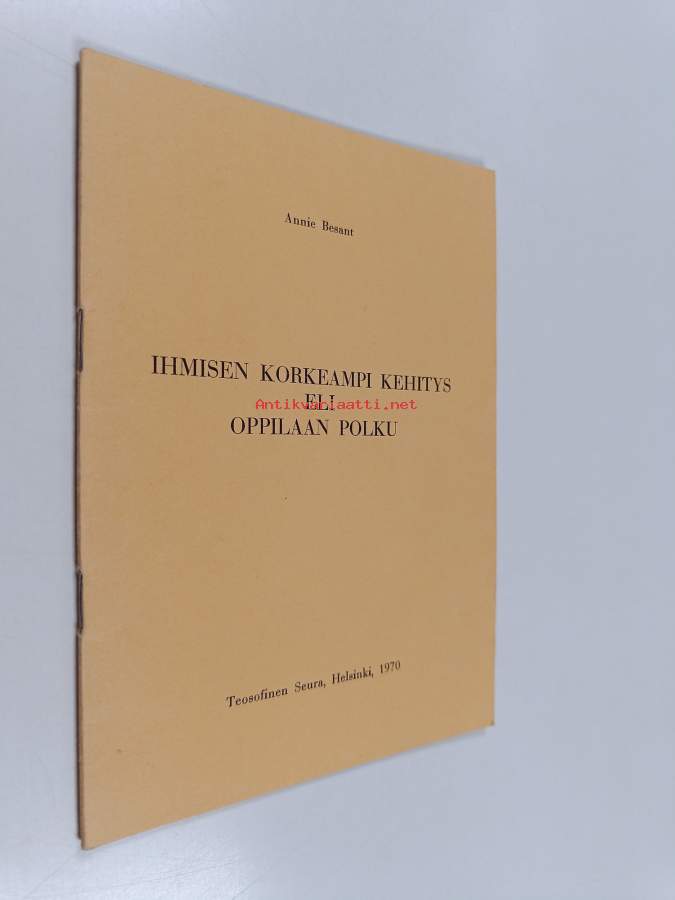 Annie Besant
IHMISEN KORKEAMPI KEHITYS
ELI
Antikvariaatti.net
OPPILAAN POLKU
Teosofinen Seura, Helsinki, 1970